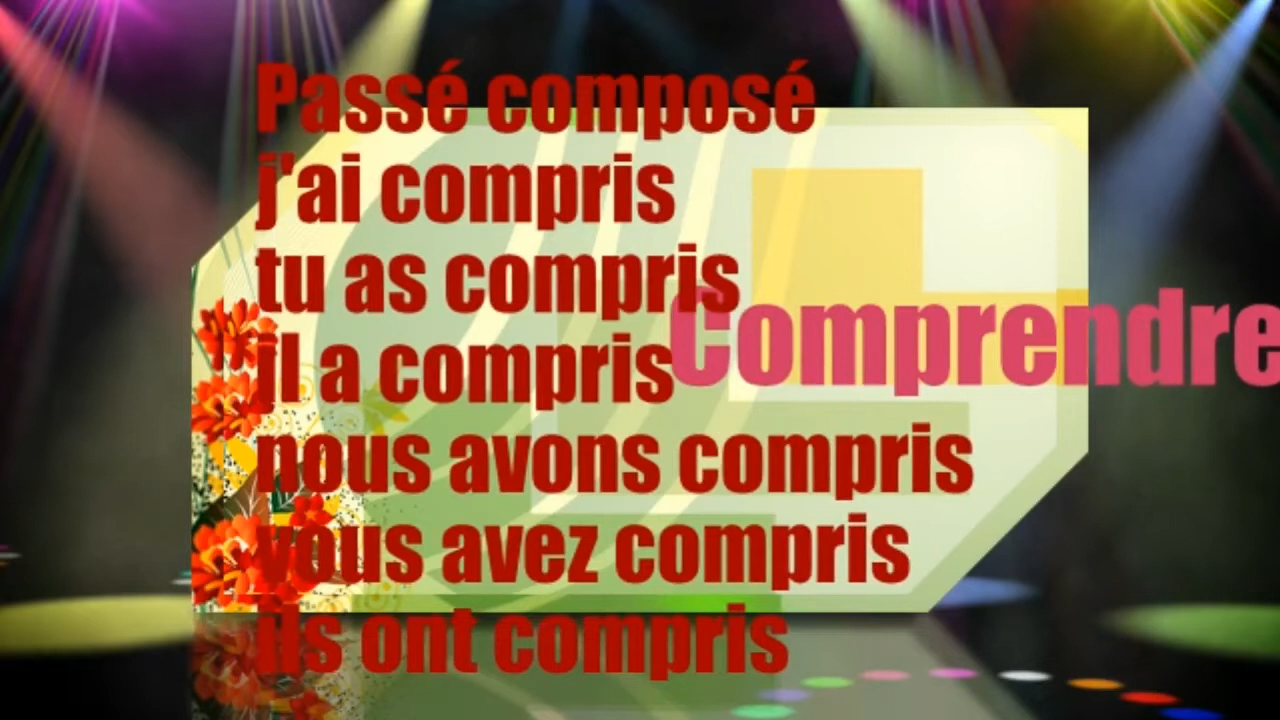 Passé composé
j'ai compris
tu as compris
il a compris
Comprendre
nous avons compris
vous avez compris
ils ont compris